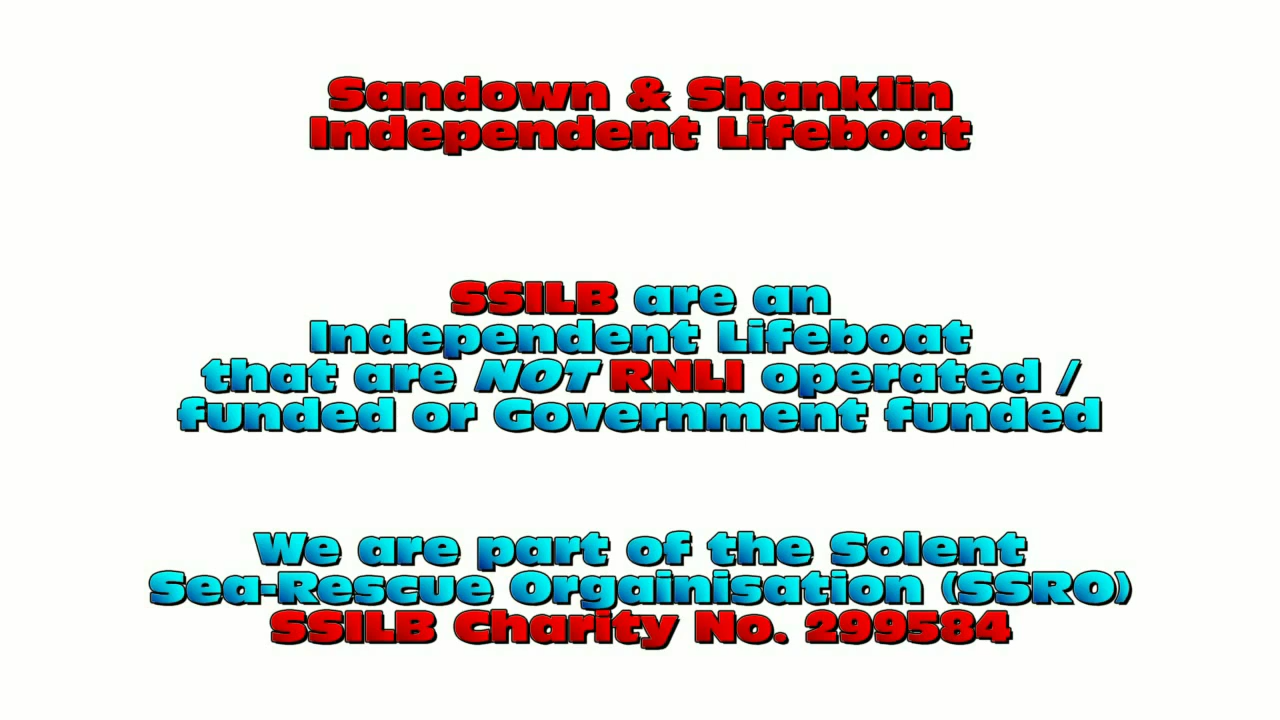 Sandown & Shanklin
Independent Lifeboat
SSILB are an
Independent Lifeboat
that are NOT RNLI operated /
funded or Government funded
We are part of the Solent
Sea-Rescue Orgainisation (SSRO)
SSILB Charity No. 299584